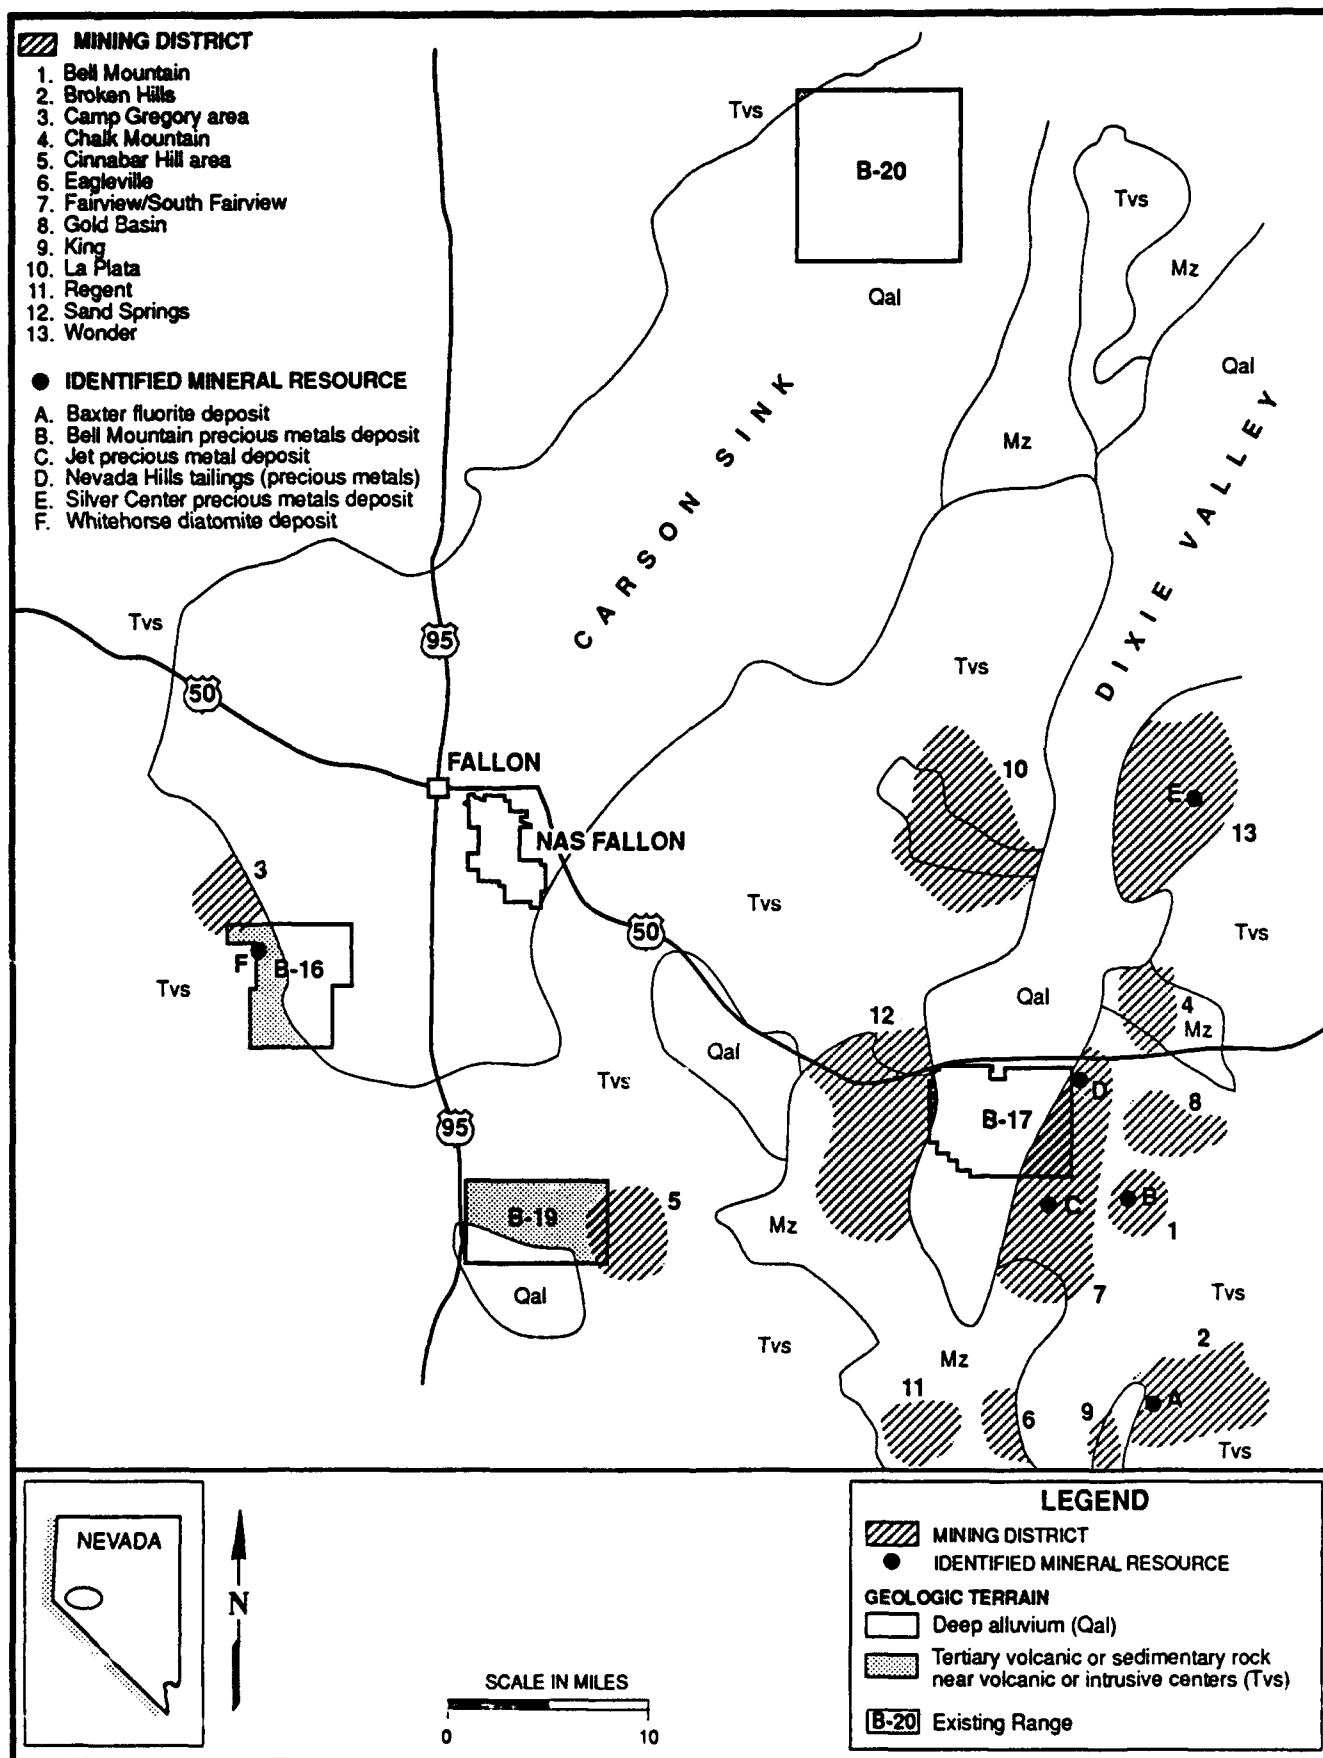 MINING DISTRICT
1. Bell Mountain
2. Broken Hills
3. Camp Gregory area
4. Chalk Mountain
5. Cinnabar Hill area
6. Eagleville
7. Fairview/South Fairview
8. Gold Basin
9. King
10. La Plata
11. Regent
12. Sand Springs
13. Wonder
IDENTIFIED MINERAL RESOURCE
A. Baxter fluorite deposit
B. Bell Mountain precious metals deposit
C. Jet precious metal deposit
D. Nevada Hills tailings (precious metals)
E. Silver Center precious metals deposit
F. Whitehorse diatomite deposit
Tvs
B-20
Tvs
Mz
Qal
Qal
Mz
CARSON SINK
DIXIE VALLEY
Tvs
95
50
Tvs
FALLON
10
E
13
NAS FALLON
3
Tvs
50
Tvs
F
B-16
Tvs
Qal
4
Mz
12
Qal
Tvs
D
8
B-17
95
B-19
5
Mz
C
B
1
Qal
7
Tvs
Tvs
2
Mz
11
6
9
A
Tvs
NEVADA
N
SCALE IN MILES
0 10
LEGEND
MINING DISTRICT
IDENTIFIED MINERAL RESOURCE
GEOLOGIC TERRAIN
Deep alluvium (Qal)
Tertiary volcanic or sedimentary rock
near volcanic or intrusive centers (Tvs)
B-20 Existing Range